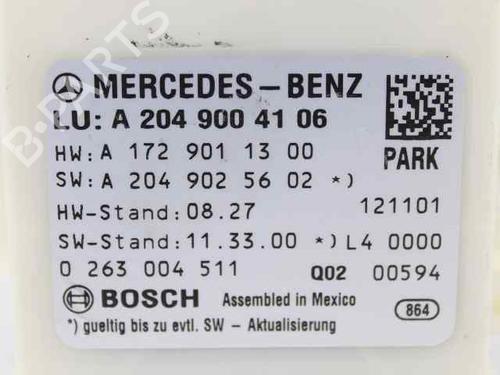 MERCEDES-BENZ
LU: A 204 900 41 06
HW: A 172 901 13 00
PARK
SW: A 204 902 56 02 *)
HW-Stand: 08.27
121101
SW-Stand: 11.33.00 *) L4 0000
0 263 004 511
Q02 00594
BOSCH Assembled in Mexico
864
*) gueltig bis zu evtl. SW - Aktualisierung
B-PARTS